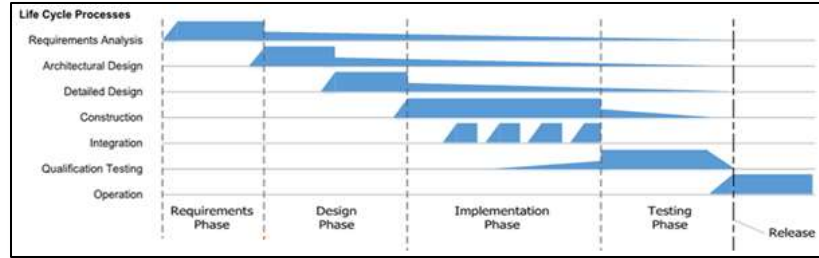 Life Cycle Processes
Requirements Analysis
Architectural Design
Detailed Design
Construction
Integration
Qualification Testing
Operation
Requirements
Phase
Design
Phase
Implementation
Phase
Testing
Phase
Release